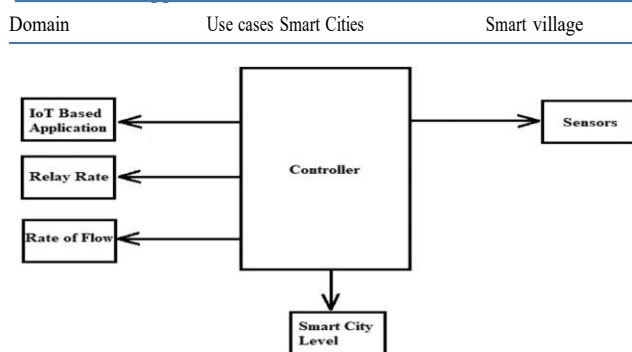 Domain Use cases Smart Cities Smart village
IoT Based
Application
Relay Rate
Rate of Flow
Controller
Sensors
Smart City
Level